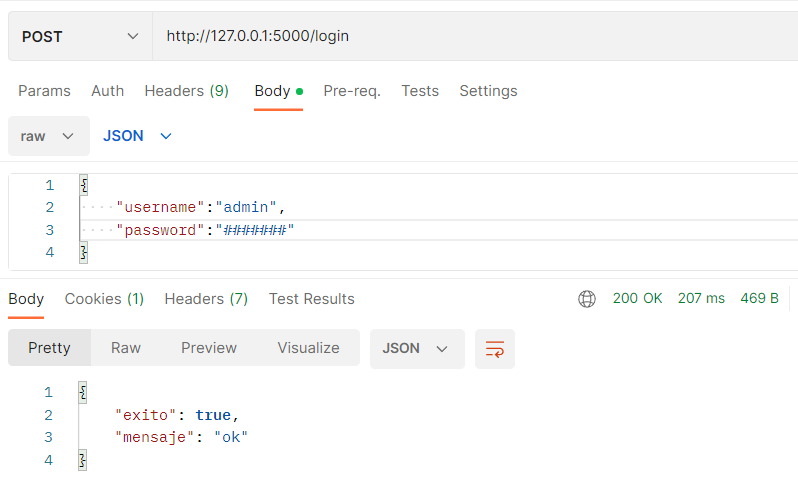 POST http://127.0.0.1:5000/login
Params Auth Headers (9) Body Pre-req. Tests Settings
raw JSON
1 {
2 "username":"admin",
3 "password":"#######"
4 }
Body Cookies (1) Headers (7) Test Results 200 OK 207 ms 469 B
Pretty Raw Preview Visualize JSON
1 {
2 "exito": true,
3 "mensaje": "ok"
4 }